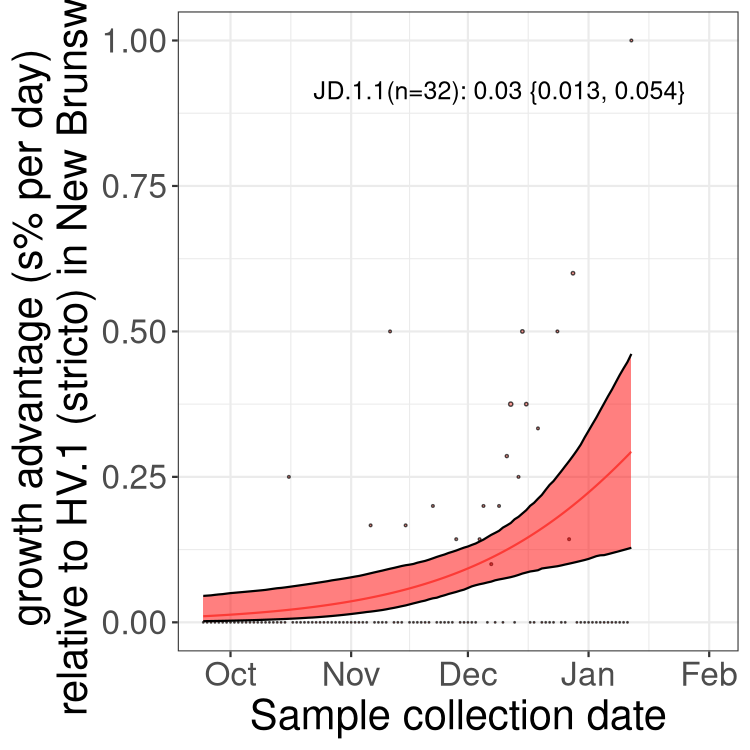 growth advantage (s% per day)
relative to HV.1 (stricto) in New Brunsw
1.00
0.75
0.50
0.25
0.00
JD.1.1(n=32): 0.03 {0.013, 0.054}
Oct Nov Dec Jan Feb
Sample collection date